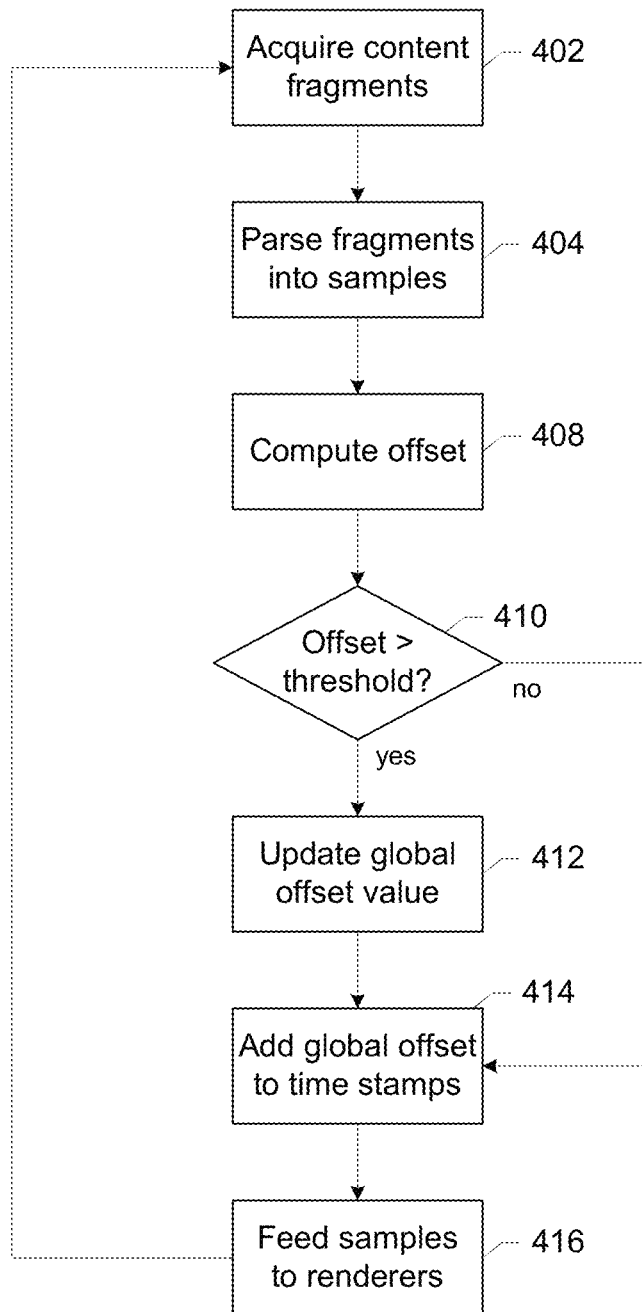 Acquire content
fragments
402
Parse fragments
into samples
404
Compute offset
408
410
Offset >
threshold?
no
yes
Update global
offset value
412
414
Add global offset
to time stamps
Feed samples
to renderers
416